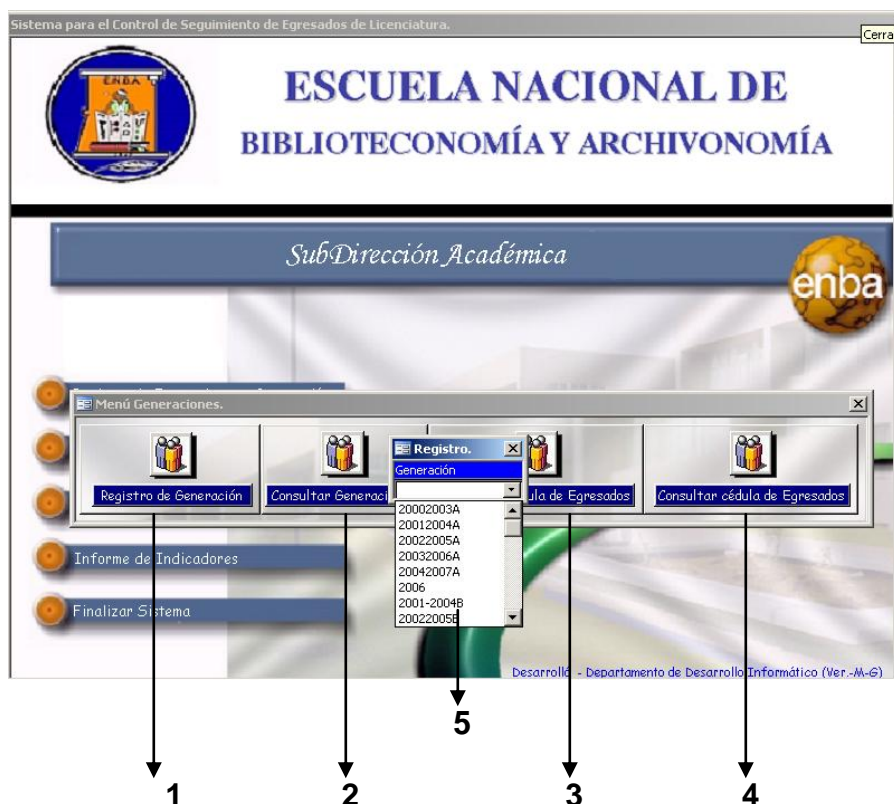 Sistema para el Control de Seguimiento de Egresados de Licenciatura.
Cerra
ENBA
ESCUELA NACIONAL DE
BIBLIOTECONOMÍA Y ARCHIVONOMÍA
SubDirección Académica
enba
Menú Generaciones.
Registro.
Generación
Registro de Generación
Consultar Generaci
ula de Egresados
Consultar cédula de Egresados
20002003A
20012004A
20022005A
20032006A
20042007A
2006
2001-2004B
20022005B
Informe de Indicadores
Finalizar Sistema
Desarrolló - Departamento de Desarrollo Informático (Ver.-M-G)
5
1
2
3
4